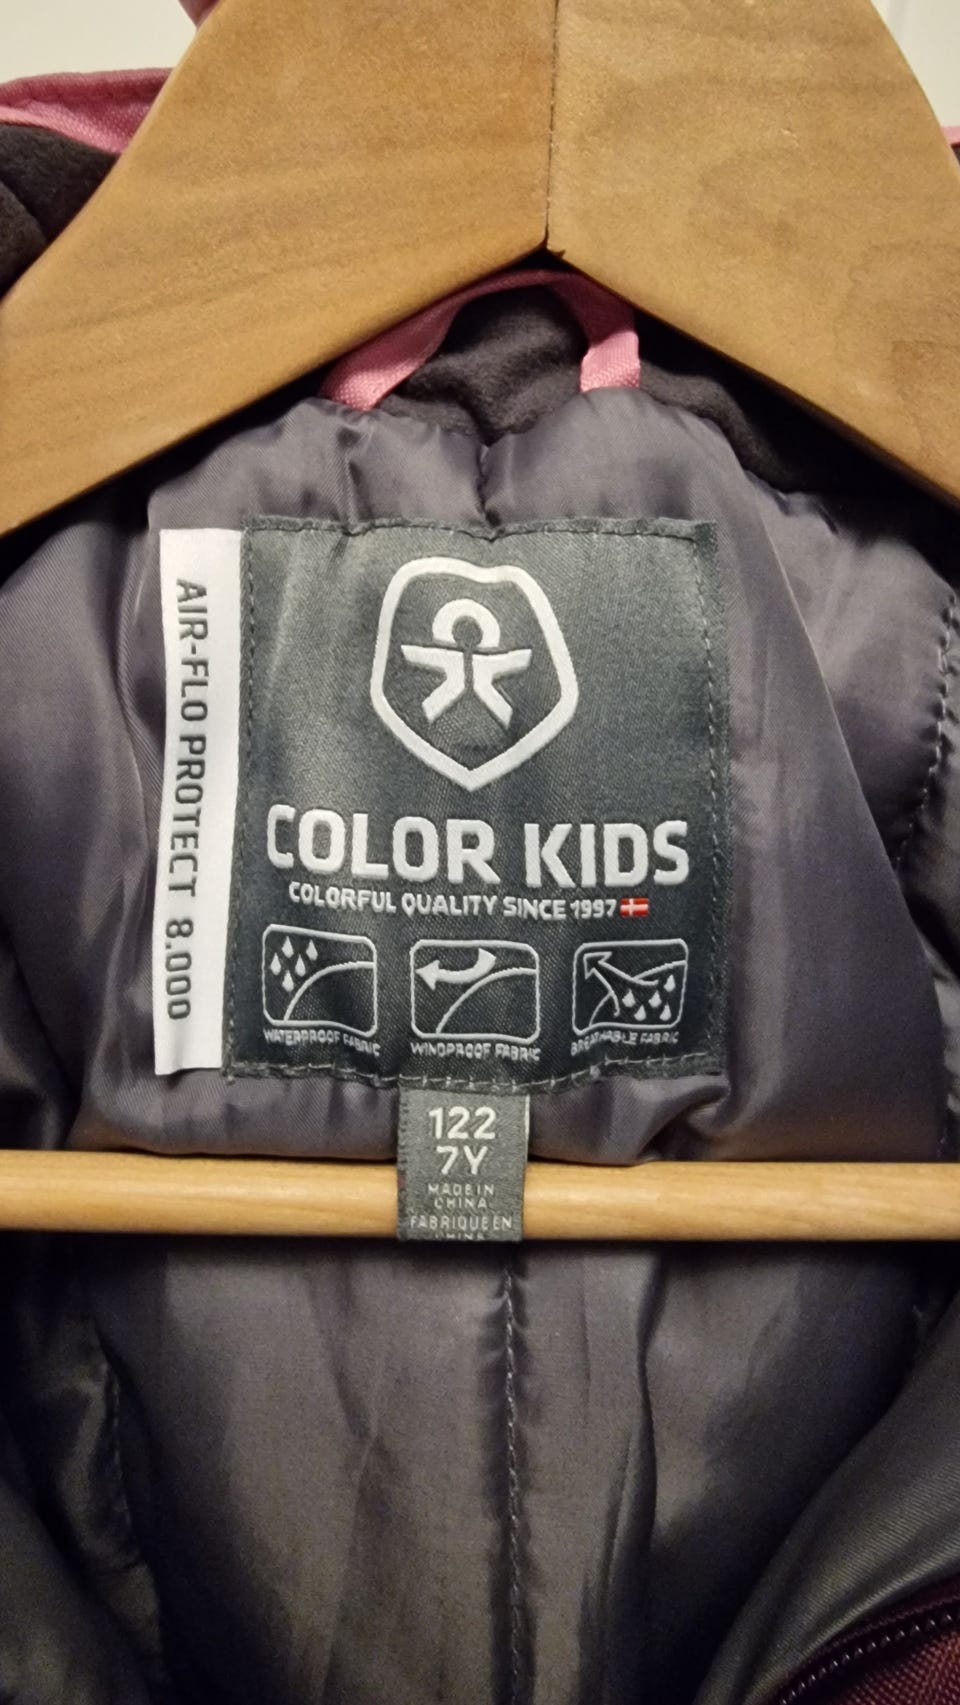 AIR-FLO PROTECT 8.000
COLOR KIDS
COLORFUL QUALITY SINCE 1997
WATERPROOF FABRIC
WINDPROOF FABRIC
BREATHABLE FABRIC
122
7Y
MADE IN
CHINA
FABRIQUE EN
CHINE